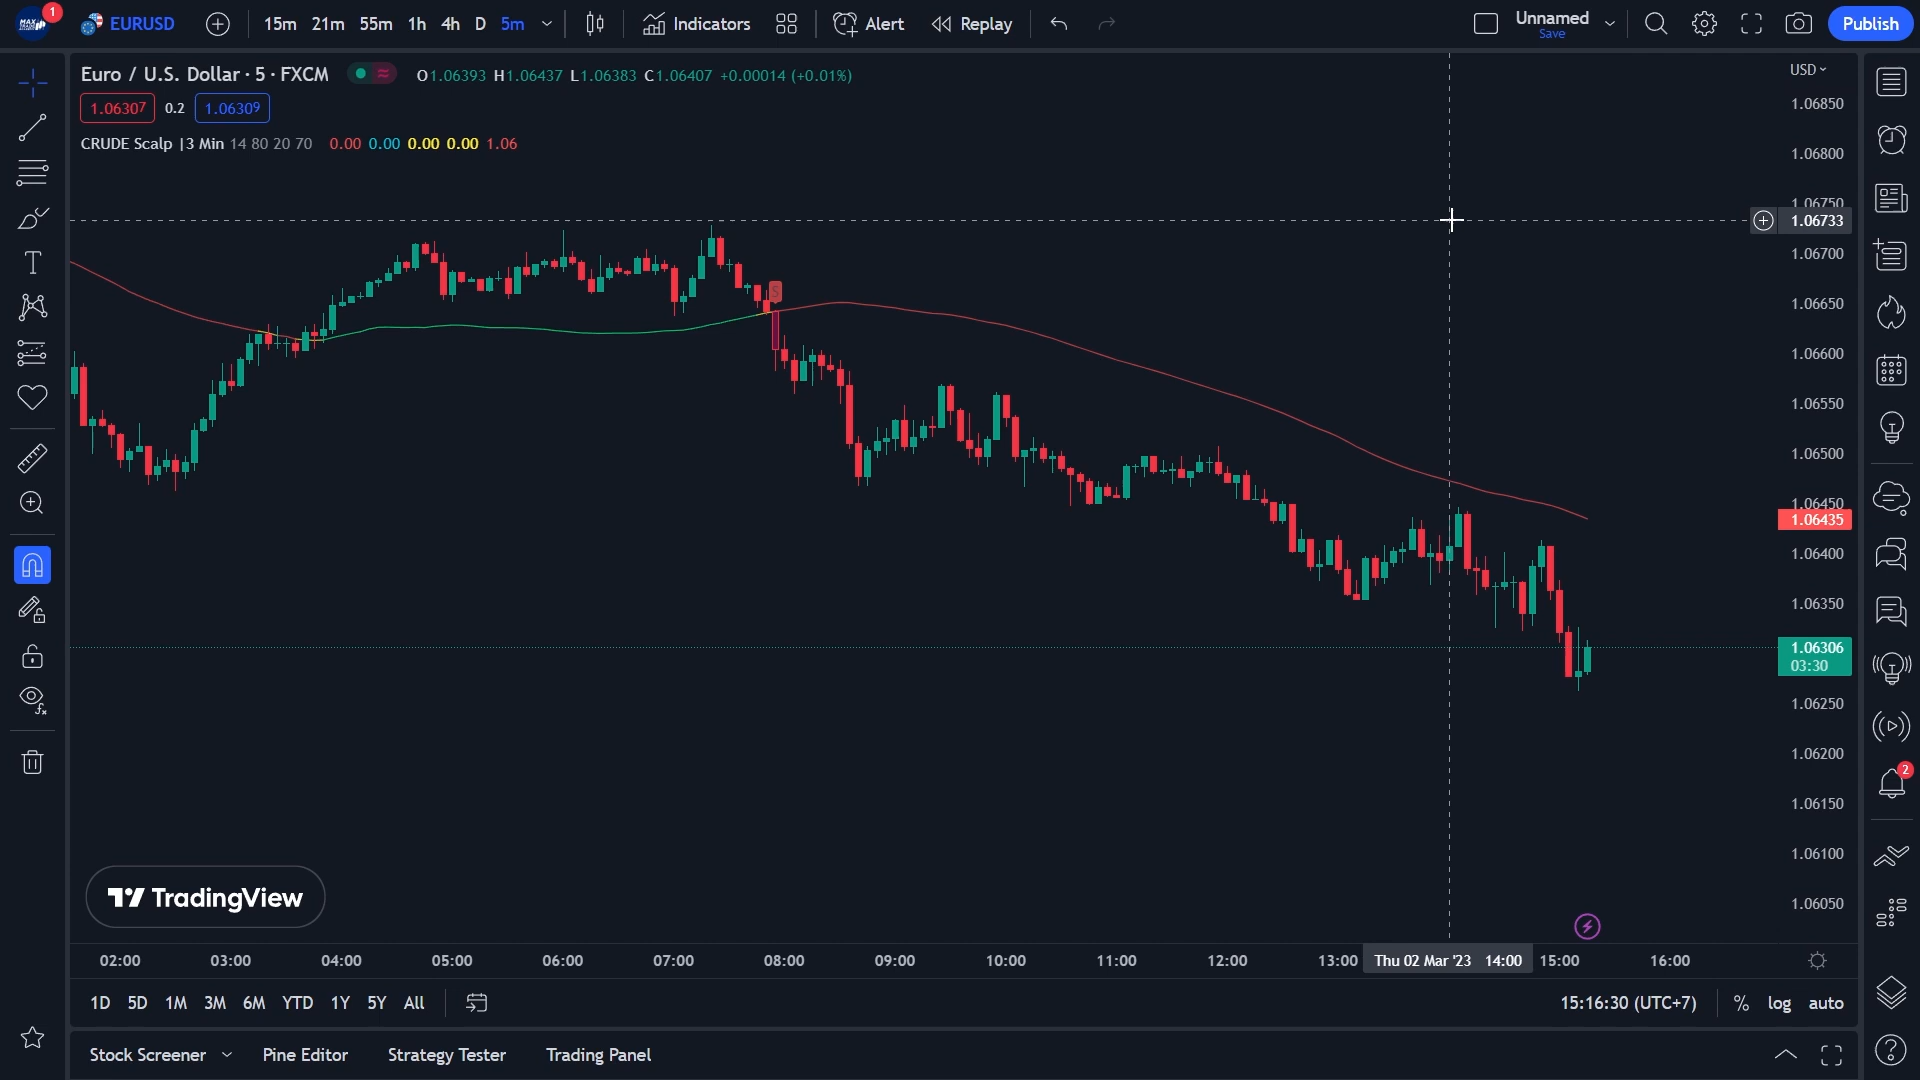 MAX
1
EURUSD
15m 21m 55m 1h 4h D 5m
Indicators
Alert
Replay
Unnamed
Save
Publish
Euro / U.S. Dollar · 5 · FXCM
O1.06393 H1.06437 L1.06383 C1.06407 +0.00014 (+0.01%)
1.06307 0.2 1.06309
CRUDE Scalp |3 Min 14 80 20 70 0.00 0.00 0.00 0.00 1.06
USD
1.06850
1.06800
1.06750
1.06733
1.06700
S
1.06650
1.06600
1.06550
1.06500
1.06450
1.06435
1.06400
1.06350
1.06306
03:30
1.06250
1.06200
1.06150
1.06100
1.06050
2
TradingView
02:00 03:00 04:00 05:00 06:00 07:00 08:00 09:00 10:00 11:00 12:00 13:00 Thu 02 Mar '23 14:00 15:00 16:00
1D 5D 1M 3M 6M YTD 1Y 5Y All
15:16:30 (UTC+7) % log auto
Stock Screener Pine Editor Strategy Tester Trading Panel